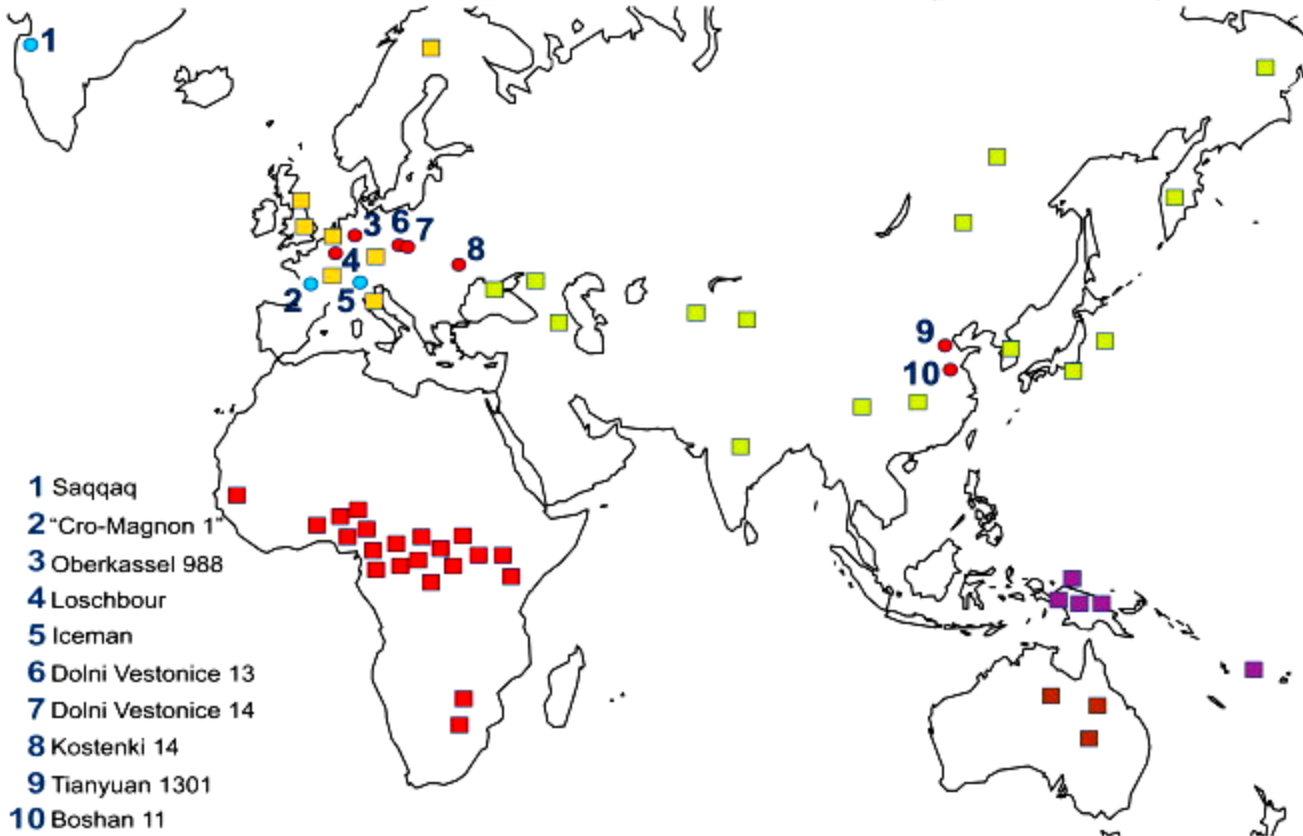 1
3
6
7
4
8
2
5
9
10
1 Saqqaq
2 "Cro-Magnon 1"
3 Oberkassel 988
4 Loschbour
5 Iceman
6 Dolni Vestonice 13
7 Dolni Vestonice 14
8 Kostenki 14
9 Tianyuan 1301
10 Boshan 11